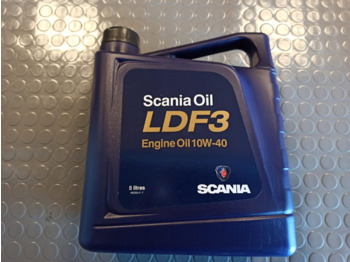 Scania Oil
LDF3
Engine Oil 10W-40
5 litres
SCANIA